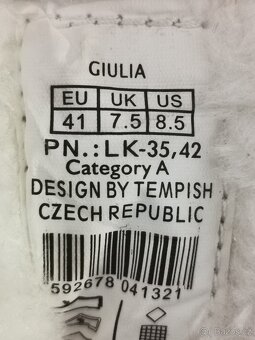 GIULIA
EU UK US
41 7.5 8.5
PN.:LK-35,42
Category A
DESIGN BY TEMPISH
CZECH REPUBLIC
592678 041321